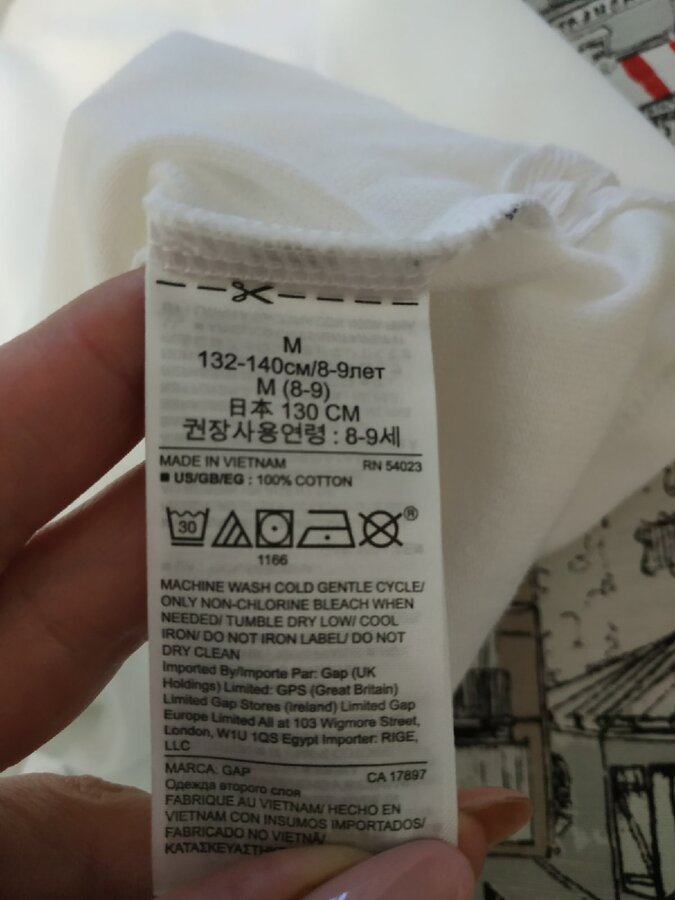 M
132-140см/8-9лет
M (8-9)
日本 130 CM
권장사용연령 : 8-9세
MADE IN VIETNAM RN 54023
■ US/GB/EG : 100% COTTON
30 ®
1166
MACHINE WASH COLD GENTLE CYCLE/
ONLY NON-CHLORINE BLEACH WHEN
NEEDED/ TUMBLE DRY LOW/ COOL
IRON/ DO NOT IRON LABEL/ DO NOT
DRY CLEAN
Imported By/Importe Par: Gap (UK
Holdings) Limited: GPS (Great Britain)
Limited Gap Stores (Ireland) Limited Gap
Europe Limited All at 103 Wigmore Street,
London, W1U 1QS Egypt Importer: RIGE,
LLC
MARCA: GAP CA 17897
Одежда второго слоя
FABRIQUE AU VIETNAM/ HECHO EN
VIETNAM CON INSUMOS IMPORTADOS/
FABRICADO NO VIETNÃ/